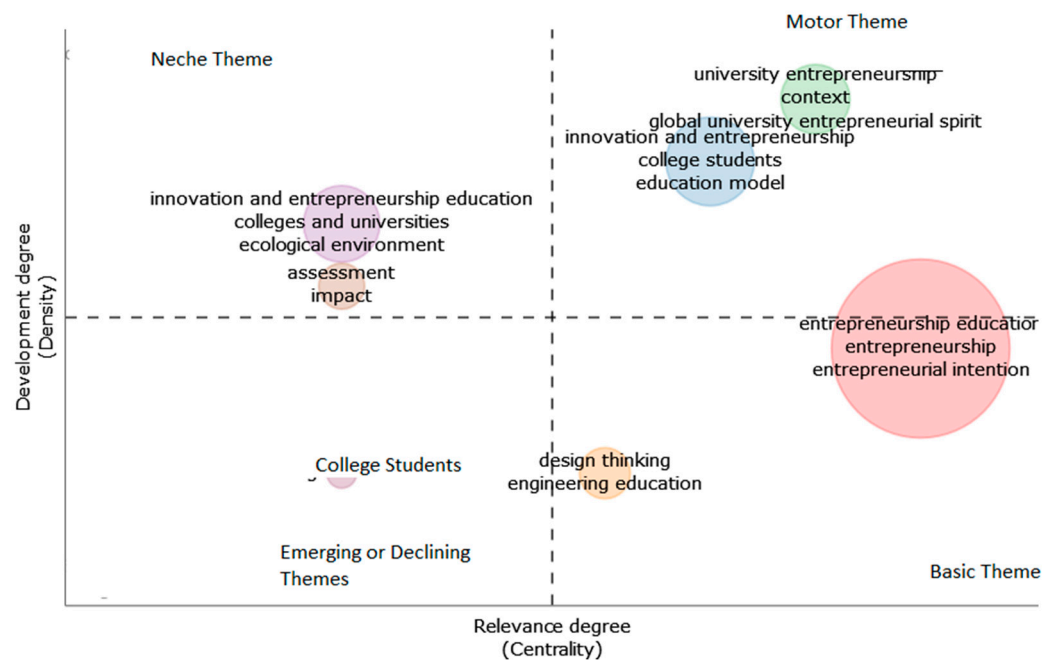 Motor Theme
Neche Theme
university entrepreneurship
context
global university entrepreneurial spirit
innovation and entrepreneurship
college students
education model
innovation and entrepreneurship education
colleges and universities
ecological environment
assessment
impact
entrepreneurship education
entrepreneurship
entrepreneurial intention
College Students
design thinking
engineering education
Emerging or Declining
Themes
Basic Theme
Development degree
(Density)
Relevance degree
(Centrality)